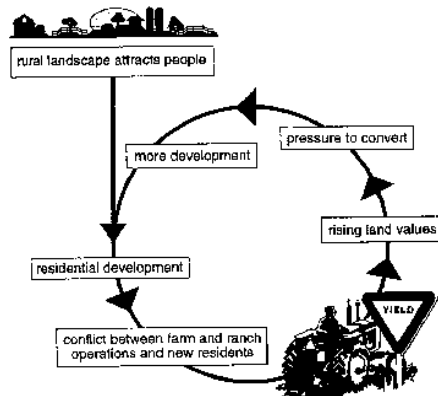 rural landscape attracts people
pressure to convert
more development
rising land values
residential development
YIELD
conflict between farm and ranch
operations and new residents